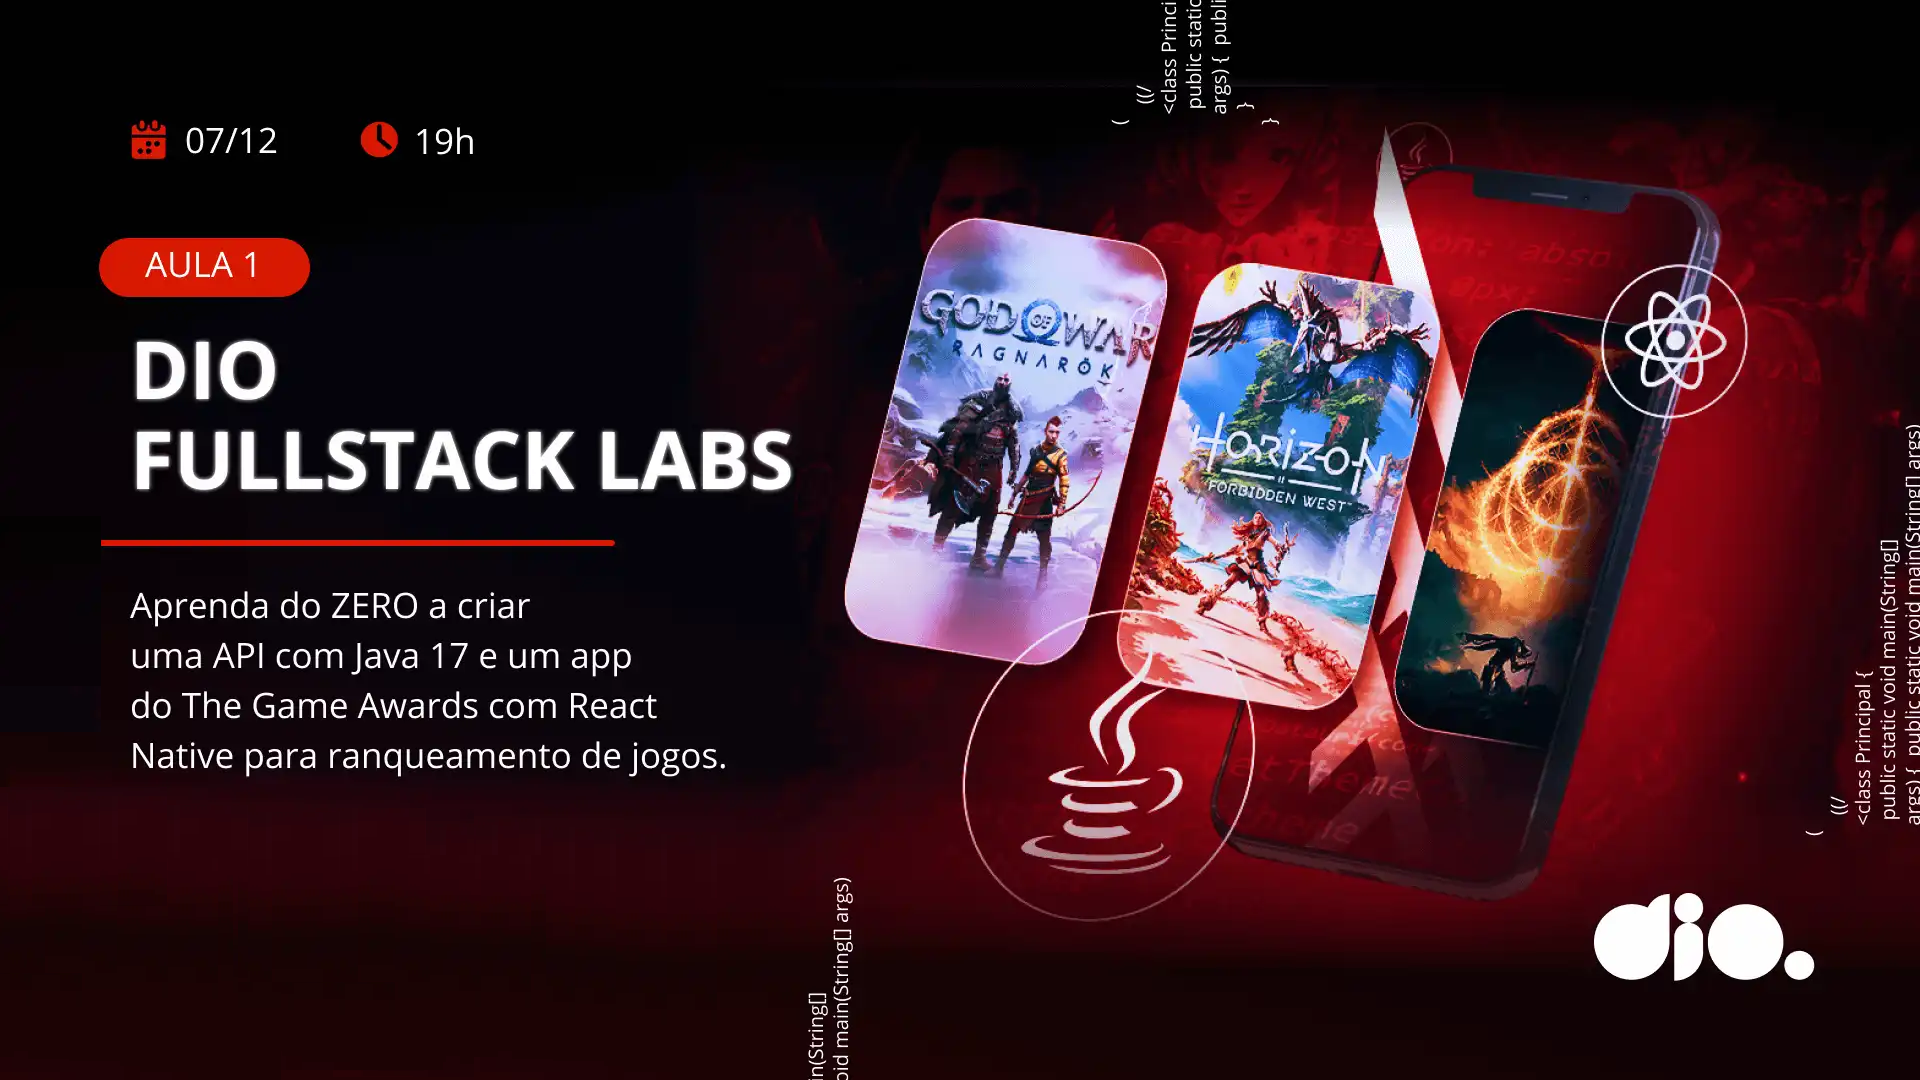 07/12
19h
AULA 1
DIO
FULLSTACK LABS
Aprenda do ZERO a criar
uma API com Java 17 e um app
do The Game Awards com React
Native para ranqueamento de jogos.
GOD OF WAR
RAGNARÖK
HORIZON
II
FORBIDDEN WEST
((/
<class Princi
public static
args) { publi
}
{
(
((/
<class Principal {
public static void main(String[]
args) { public static void main(String[] args)
(
in(String[]
oid main(String[] args)
dio.